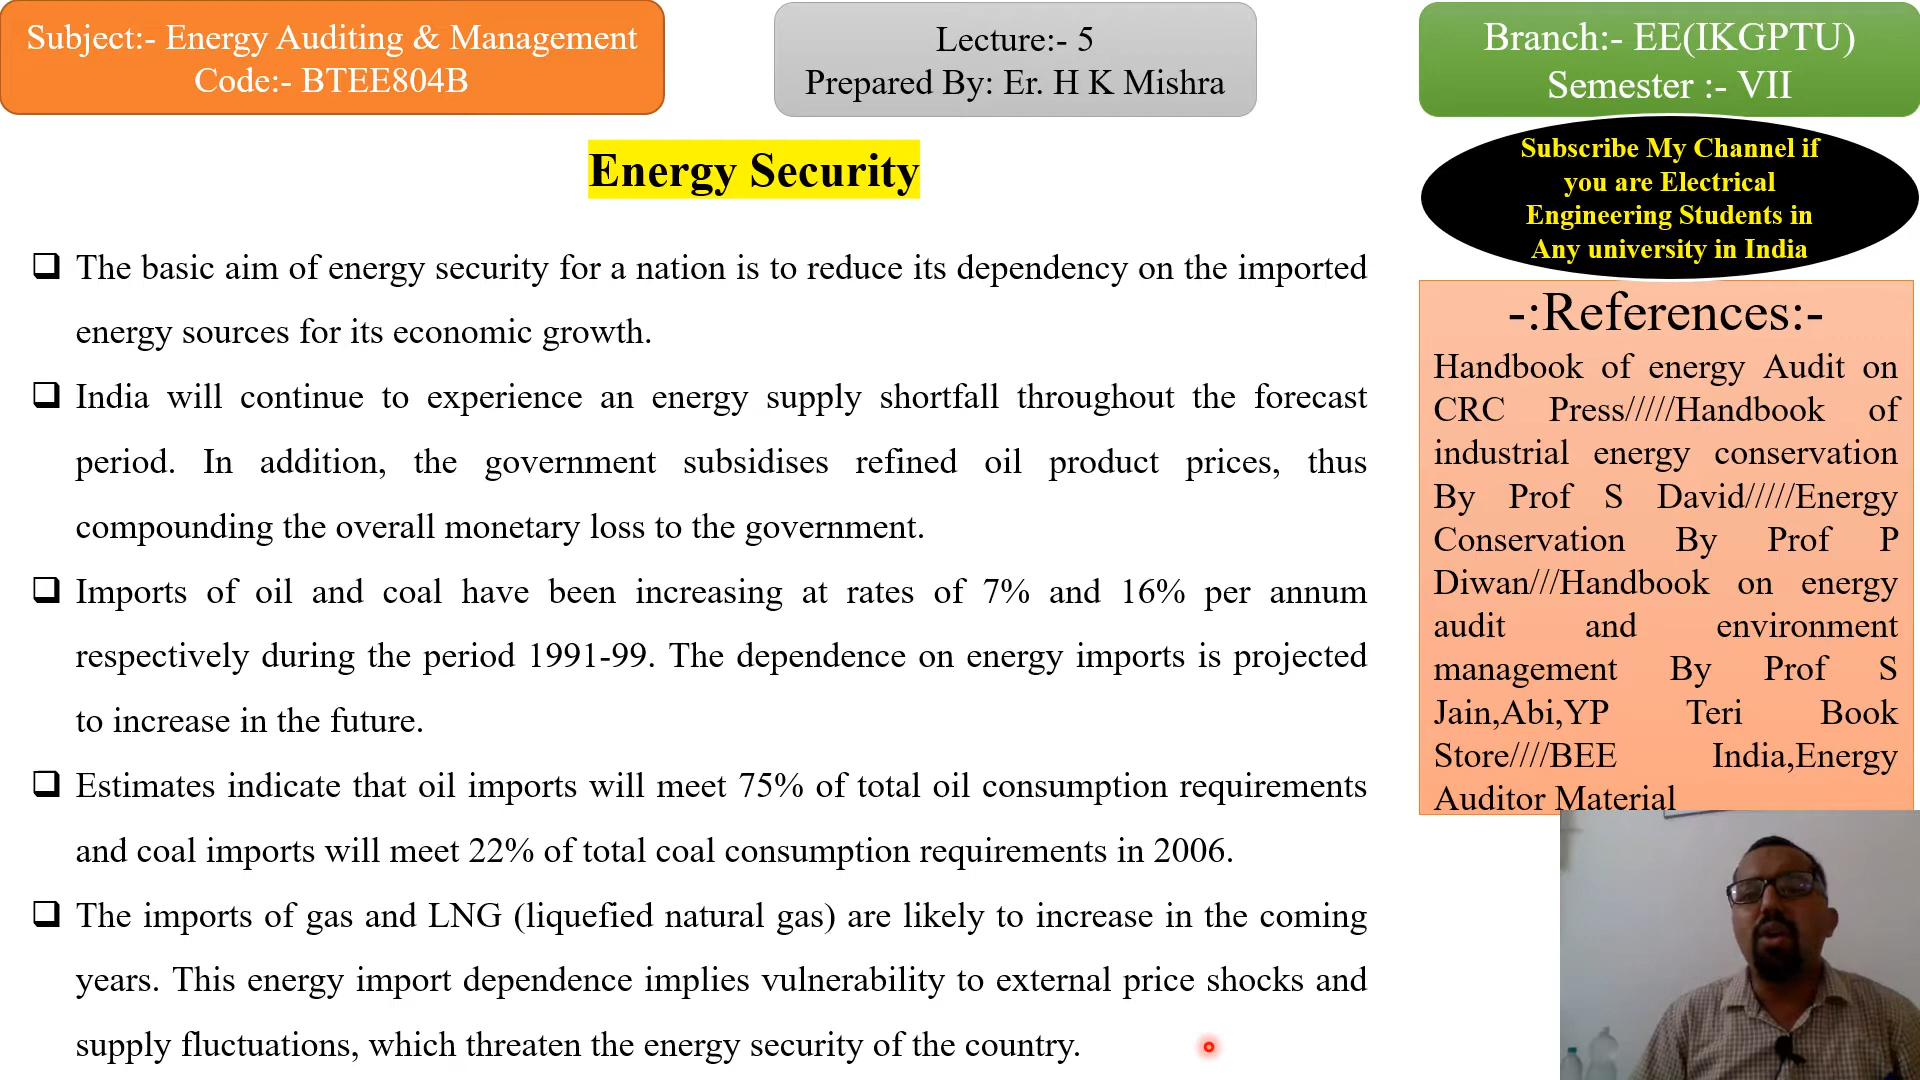 Subject:- Energy Auditing & Management
Code:- BTEE804B
Lecture:- 5
Prepared By: Er. H K Mishra
Branch:- EE(IKGPTU)
Semester :- VII
Energy Security
❑ The basic aim of energy security for a nation is to reduce its dependency on the imported
energy sources for its economic growth.
❑ India will continue to experience an energy supply shortfall throughout the forecast
period. In addition, the government subsidises refined oil product prices, thus
compounding the overall monetary loss to the government.
❑ Imports of oil and coal have been increasing at rates of 7% and 16% per annum
respectively during the period 1991-99. The dependence on energy imports is projected
to increase in the future.
❑ Estimates indicate that oil imports will meet 75% of total oil consumption requirements
and coal imports will meet 22% of total coal consumption requirements in 2006.
❑ The imports of gas and LNG (liquefied natural gas) are likely to increase in the coming
years. This energy import dependence implies vulnerability to external price shocks and
supply fluctuations, which threaten the energy security of the country.
Subscribe My Channel if
you are Electrical
Engineering Students in
Any university in India
-:References:-
Handbook of energy Audit on
CRC Press/////Handbook of
industrial energy conservation
By Prof S David/////Energy
Conservation By Prof P
Diwan///Handbook on energy
audit and environment
management By Prof S
Jain,Abi,YP Teri Book
Store////BEE India,Energy
Auditor Material